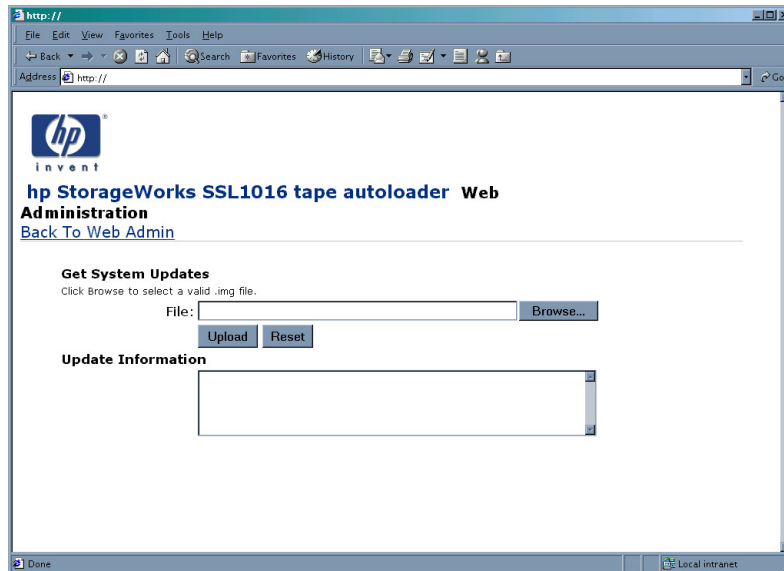 http://
File Edit View Favorites Tools Help
Back Search Favorites History
Address http:// Go
hp
invent
hp StorageWorks SSL1016 tape autoloader Web
Administration
Back To Web Admin
Get System Updates
Click Browse to select a valid .img file.
File: Browse...
Upload Reset
Update Information
Done Local intranet